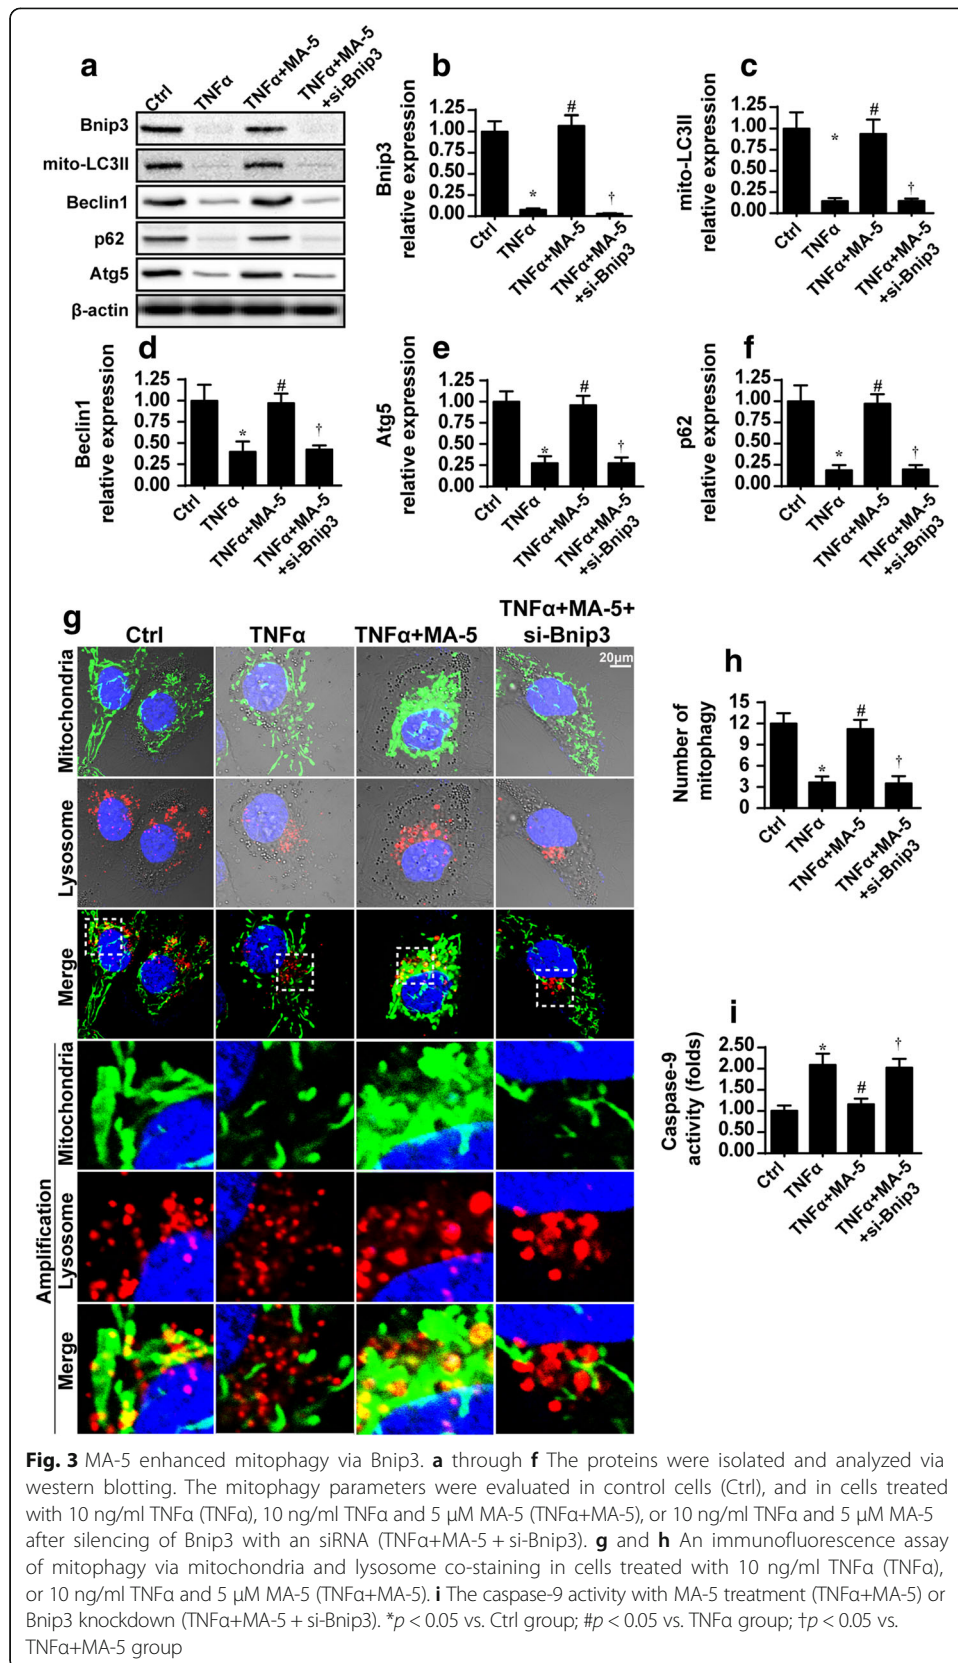 a
Ctrl
TNFα
TNFα+MA-5
TNFα+MA-5
+si-Bnip3
Bnip3
mito-LC3II
Beclin1
p62
Atg5
β-actin
b
Bnip3
relative expression
1.25
1.00
0.75
0.50
0.25
0.00
*
#
†
Ctrl
TNFα
TNFα+MA-5
TNFα+MA-5
+si-Bnip3
c
mito-LC3II
relative expression
1.25
1.00
0.75
0.50
0.25
0.00
*
#
†
Ctrl
TNFα
TNFα+MA-5
TNFα+MA-5
+si-Bnip3
d
Beclin1
relative expression
1.25
1.00
0.75
0.50
0.25
0.00
*
#
†
Ctrl
TNFα
TNFα+MA-5
TNFα+MA-5
+si-Bnip3
e
Atg5
relative expression
1.25
1.00
0.75
0.50
0.25
0.00
*
#
†
Ctrl
TNFα
TNFα+MA-5
TNFα+MA-5
+si-Bnip3
f
p62
relative expression
1.25
1.00
0.75
0.50
0.25
0.00
*
#
†
Ctrl
TNFα
TNFα+MA-5
TNFα+MA-5
+si-Bnip3
g
Ctrl
TNFα
TNFα+MA-5
TNFα+MA-5+
si-Bnip3
20μm
Mitochondria
Lysosome
Merge
Amplification
Mitochondria
Lysosome
Merge
h
Number of
mitophagy
15
12
9
6
3
0
*
#
†
Ctrl
TNFα
TNFα+MA-5
TNFα+MA-5
+si-Bnip3
i
Caspase-9
activity (folds)
2.50
2.00
1.50
1.00
0.50
0.00
*
#
†
Ctrl
TNFα
TNFα+MA-5
TNFα+MA-5
+si-Bnip3
Fig. 3 MA-5 enhanced mitophagy via Bnip3. a through f The proteins were isolated and analyzed via
western blotting. The mitophagy parameters were evaluated in control cells (Ctrl), and in cells treated
with 10 ng/ml TNFα (TNFα), 10 ng/ml TNFα and 5 μM MA-5 (TNFα+MA-5), or 10 ng/ml TNFα and 5 μM MA-5
after silencing of Bnip3 with an siRNA (TNFα+MA-5 + si-Bnip3). g and h An immunofluorescence assay
of mitophagy via mitochondria and lysosome co-staining in cells treated with 10 ng/ml TNFα (TNFα),
or 10 ng/ml TNFα and 5 μM MA-5 (TNFα+MA-5). i The caspase-9 activity with MA-5 treatment (TNFα+MA-5) or
Bnip3 knockdown (TNFα+MA-5 + si-Bnip3). *p < 0.05 vs. Ctrl group; #p < 0.05 vs. TNFα group; †p < 0.05 vs.
TNFα+MA-5 group